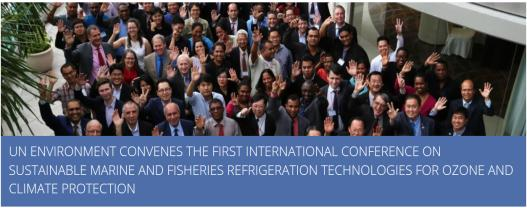 UN ENVIRONMENT CONVENES THE FIRST INTERNATIONAL CONFERENCE ON
SUSTAINABLE MARINE AND FISHERIES REFRIGERATION TECHNOLOGIES FOR OZONE AND
CLIMATE PROTECTION